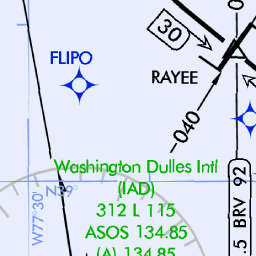 30
FLIPO
RAYEE
040
Washington Dulles Intl
(IAD)
312 L 115
ASOS 134.85
(A) 134.85
N39°
W77°30'
.5 BRV 92
0